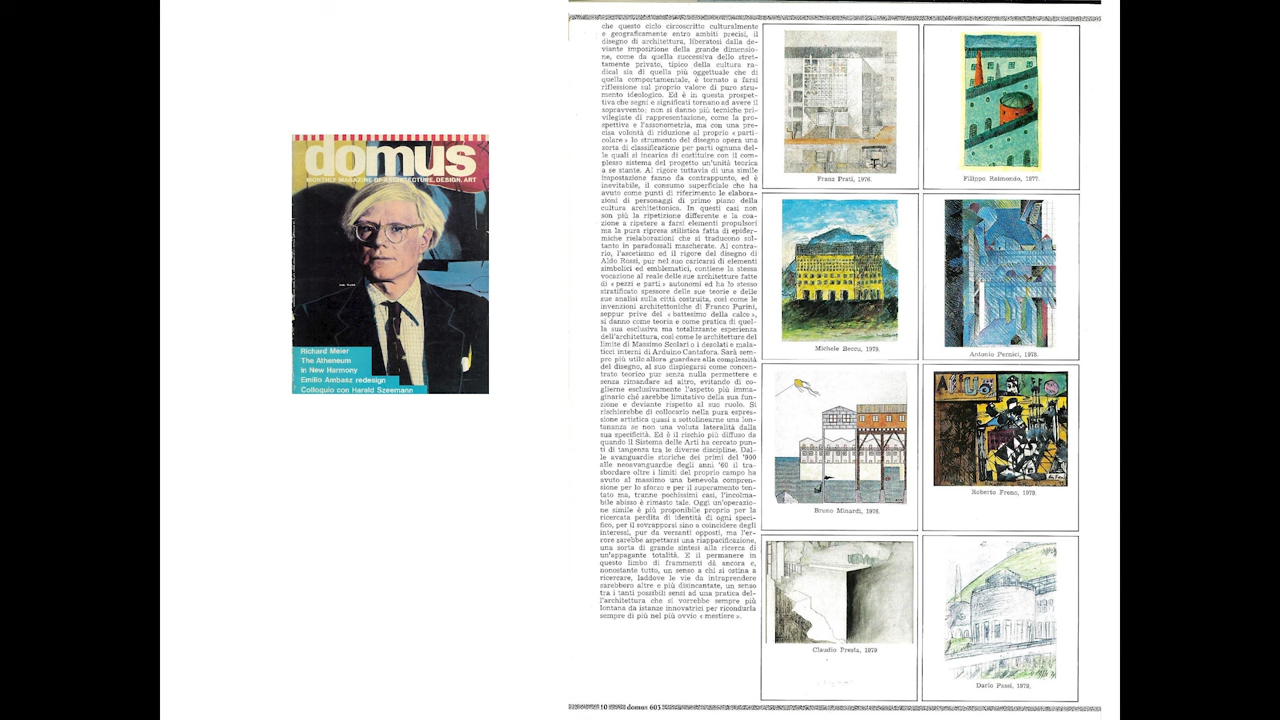 domus
MONTHLY MAGAZINE OF ARCHITECTURE, DESIGN, ART
Richard Meier
The Atheneum
in New Harmony
Emilio Ambasz redesign
Colloquio con Harald Szeemann
che questo ciclo circoscritto culturalmente
e geograficamente entro ambiti precisi, il
disegno di architettura, liberatosi dalla de-
viante imposizione della grande dimensio-
ne, come da quella successiva dello stret-
tamente privato, tipico della cultura ra-
dical sia di quella più oggettuale che di
quella comportamentale, è tornato a farsi
riflessione sul proprio valore di puro stru-
mento ideologico. Ed è in questa prospet-
tiva che segni e significati tornano ad avere il
sopravvento: non si danno più tecniche pri-
vilegiate di rappresentazione, come la pro-
spettiva e l'assonometria, ma con una pre-
cisa volontà di riduzione al proprio « parti-
colare » lo strumento del disegno opera una
sorta di classificazione per parti ognuna del-
le quali si incarica di costituire con il com-
plesso sistema del progetto un'unità teorica
a se stante. Al rigore tuttavia di una simile
impostazione fanno da contrappunto, ed è
inevitabile, il consumo superficiale che ha
avuto come punti di riferimento le elabora-
zioni di personaggi di primo piano della
cultura architettonica. In questi casi non
son più la ripetizione differente e la coa-
zione a ripetere a farsi elementi propulsori
ma la pura ripresa stilistica fatta di epider-
miche rielaborazioni che si traducono sol-
tanto in paradossali mascherate. Al contra-
rio, l'ascetismo ed il rigore del disegno di
Aldo Rossi, pur nel suo caricarsi di elementi
simbolici ed emblematici, contiene la stessa
vocazione al reale delle sue architetture fatte
di « pezzi e parti » autonomi ed ha lo stesso
stratificato spessore delle sue teorie e delle
sue analisi sulla città costruita, così come le
invenzioni architettoniche di Franco Purini,
seppur prive del « battesimo della calce »,
si danno come teoria e come pratica di quel-
la sua esclusiva ma totalizzante esperienza
dell'architettura, così come le architetture del
limite di Massimo Scolari o i desolati e mala-
ticci interni di Arduino Cantafora. Sarà sem-
pre più utile allora guardare alla complessità
del disegno, al suo dispiegarsi come concen-
trato teorico pur senza nulla permettere e
senza rimandare ad altro, evitando di co-
glierne esclusivamente l'aspetto più imma-
ginario ché sarebbe limitativo della sua fun-
zione e deviante rispetto al suo ruolo. Si
rischierebbe di collocarlo nella pura espres-
sione artistica quasi a sottolinearne una lon-
tananza se non una voluta lateralità dalla
sua specificità. Ed è il rischio più diffuso da
quando il Sistema delle Arti ha cercato pun-
ti di tangenza tra le diverse discipline. Dal-
le avanguardie storiche dei primi del '900
alle neoavanguardie degli anni '60 il tra-
sbordare oltre i limiti del proprio campo ha
avuto al massimo una benevola compren-
sione per lo sforzo e per il superamento ten-
tato ma, tranne pochissimi casi, l'incolma-
bile abisso è rimasto tale. Oggi un'operazio-
ne simile è più proponibile proprio per la
ricercata perdita di identità di ogni speci-
fico, per il sovrapporsi sino a coincidere degli
interessi, pur da versanti opposti, ma l'er-
rore sarebbe aspettarsi una riappacificazione,
una sorta di grande sintesi alla ricerca di
un'appagante totalità. E il permanere in
questo limbo di frammenti dà ancora e,
nonostante tutto, un senso a chi si ostina a
ricercare, laddove le vie da intraprendere
sarebbero altre e più disincantate, un senso
tra i tanti possibili sensi ad una pratica del-
l'architettura che si vorrebbe sempre più
lontana da istanze innovatrici per ricondurla
sempre di più nel più ovvio « mestiere ».
Franz Prati, 1976.
Filippo Raimondo, 1977.
Michele Beccu, 1979.
Antonio Pernici, 1978.
Bruno Minardi, 1976.
Roberto Freno, 1979.
Claudio Presta, 1979
Dario Passi, 1979.
10
domus 603